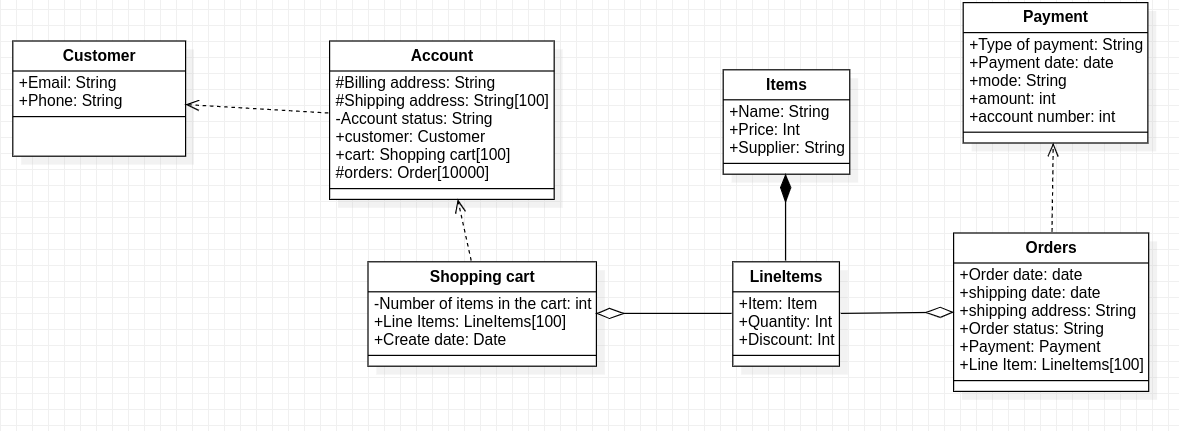 Customer
+Email: String
+Phone: String
Account
#Billing address: String
#Shipping address: String[100]
-Account status: String
+customer: Customer
+cart: Shopping cart[100]
#orders: Order[10000]
Items
+Name: String
+Price: Int
+Supplier: String
Payment
+Type of payment: String
+Payment date: date
+mode: String
+amount: int
+account number: int
Shopping cart
-Number of items in the cart: int
+Line Items: LineItems[100]
+Create date: Date
LineItems
+Item: Item
+Quantity: Int
+Discount: Int
Orders
+Order date: date
+shipping date: date
+shipping address: String
+Order status: String
+Payment: Payment
+Line Item: LineItems[100]